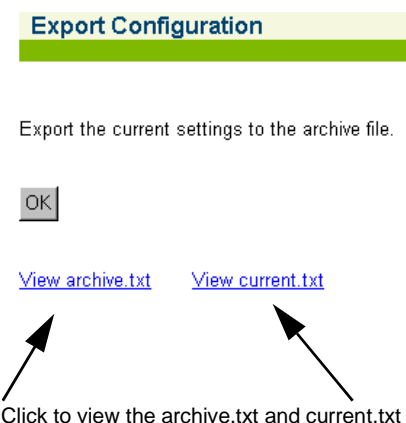 Export Configuration
Export the current settings to the archive file.
OK
View archive.txt View current.txt
Click to view the archive.txt and current.txt